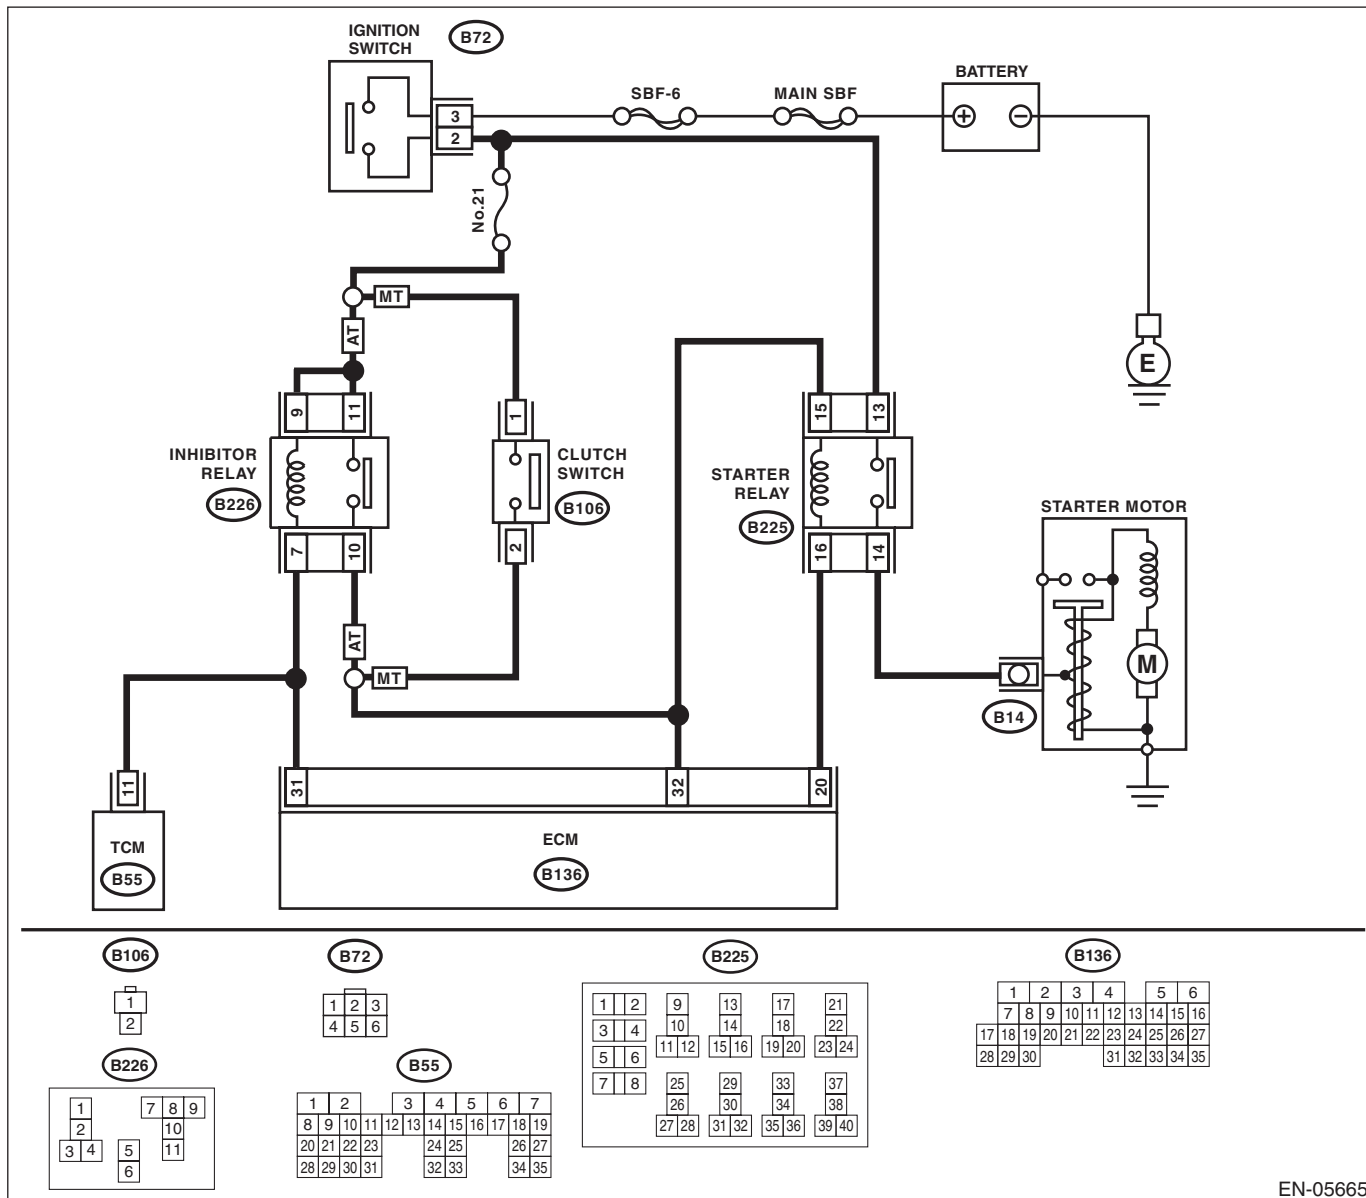 IGNITION
SWITCH
B72
3
2
SBF-6
MAIN SBF
BATTERY
+ −
No.21
MT
AT
E
9 11
1
15 13
INHIBITOR
RELAY
B226
CLUTCH
SWITCH
B106
STARTER
RELAY
B225
STARTER MOTOR
7 10
2
16 14
AT
MT
M
B14
11
31 32 20
TCM
B55
ECM
B136
B106
1
2
B72
1 2 3
4 5 6
B225
1 2
3 4
5 6
7 8
9
10
11 12
13
14
15 16
17
18
19 20
21
22
23 24
25
26
27 28
29
30
31 32
33
34
35 36
37
38
39 40
B136
1 2 3 4 5 6
7 8 9 10 11 12 13 14 15 16
17 18 19 20 21 22 23 24 25 26 27
28 29 30 31 32 33 34 35
B226
1
2
3 4
5
6
7 8 9
10
11
B55
1 2 3 4 5 6 7
8 9 10 11 12 13 14 15 16 17 18 19
20 21 22 23 24 25 26 27
28 29 30 31 32 33 34 35
EN-05665